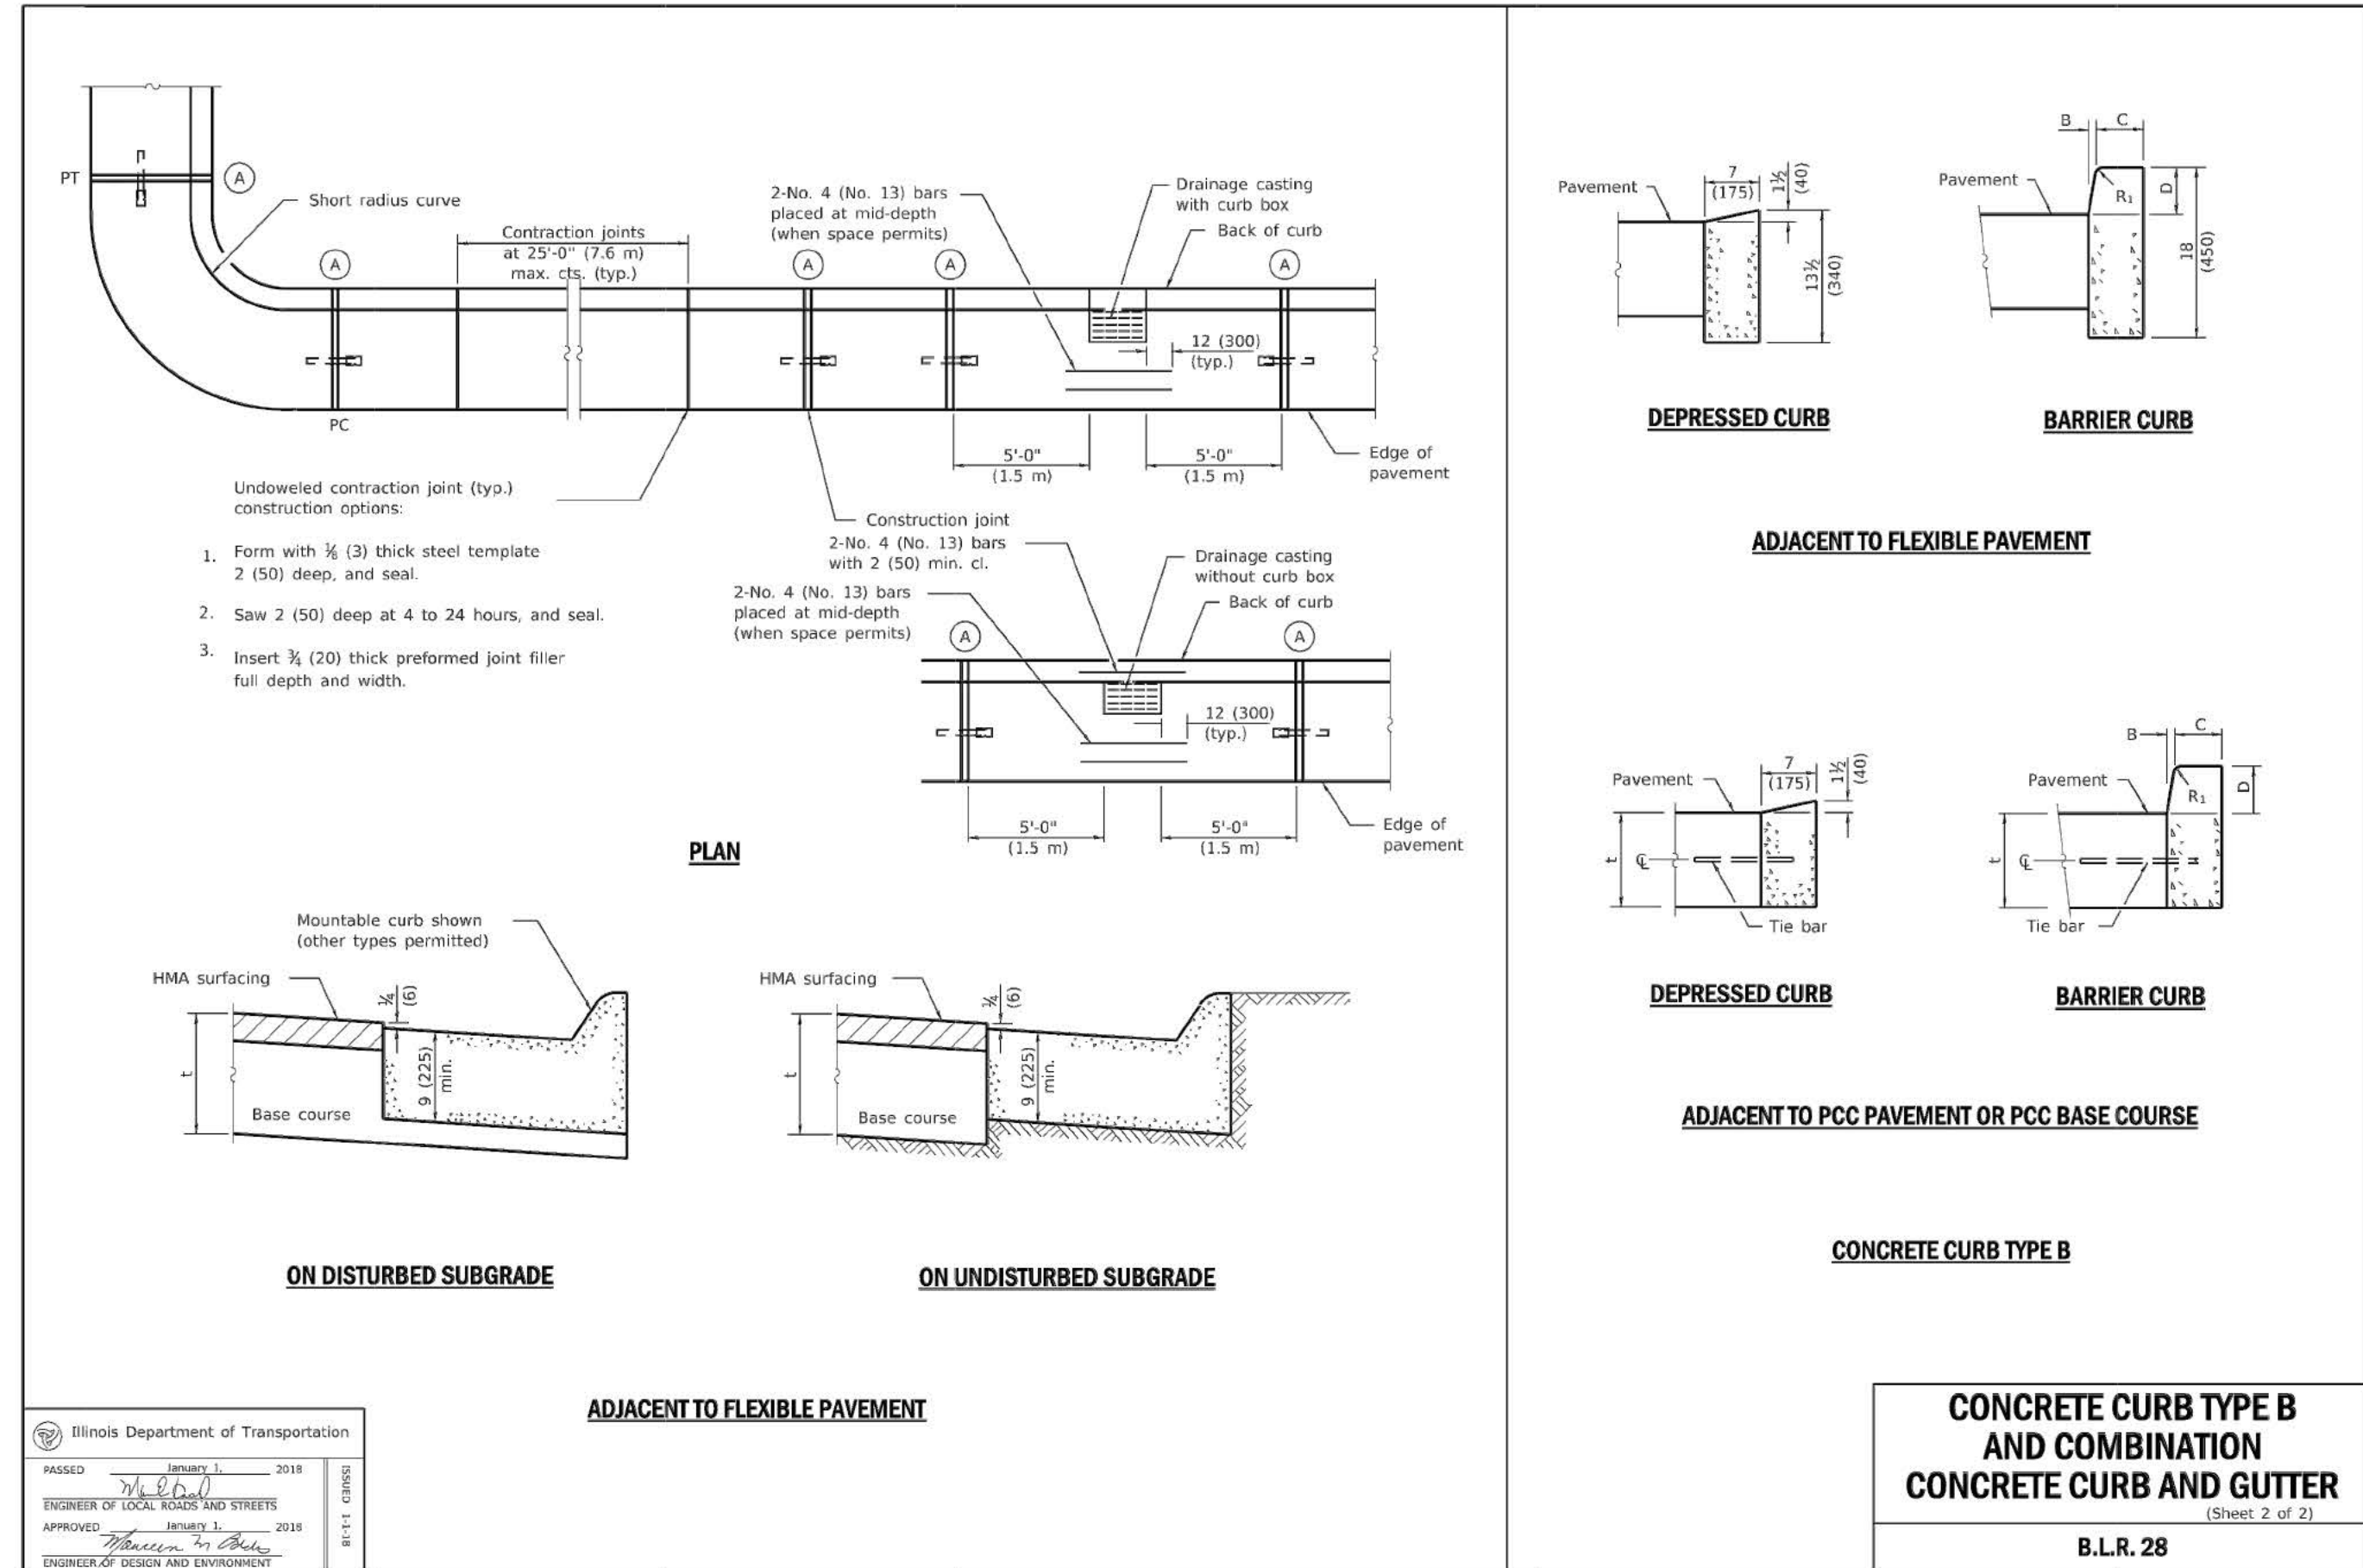 PT
A
Short radius curve
A
Contraction joints
at 25'-0" (7.6 m)
max. cts. (typ.)
2-No. 4 (No. 13) bars
placed at mid-depth
(when space permits)
Drainage casting
with curb box
Back of curb
A
A
A
12 (300)
(typ.)
PC
5'-0"
(1.5 m)
5'-0"
(1.5 m)
Edge of
pavement
Undoweled contraction joint (typ.)
construction options:
1. Form with ⅛ (3) thick steel template
2 (50) deep, and seal.
2. Saw 2 (50) deep at 4 to 24 hours, and seal.
3. Insert ¾ (20) thick preformed joint filler
full depth and width.
Construction joint
2-No. 4 (No. 13) bars
with 2 (50) min. cl.
2-No. 4 (No. 13) bars
placed at mid-depth
(when space permits)
Drainage casting
without curb box
Back of curb
A
A
12 (300)
(typ.)
5'-0"
(1.5 m)
5'-0"
(1.5 m)
Edge of
pavement
PLAN
Mountable curb shown
(other types permitted)
HMA surfacing
¼
(6)
t
9 (225)
min.
Base course
ON DISTURBED SUBGRADE
HMA surfacing
¼
(6)
t
9 (225)
min.
Base course
ON UNDISTURBED SUBGRADE
ADJACENT TO FLEXIBLE PAVEMENT
Pavement
7
(175)
1½
(40)
13½
(340)
DEPRESSED CURB
Pavement
B
C
R1
D
18
(450)
BARRIER CURB
ADJACENT TO FLEXIBLE PAVEMENT
Pavement
7
(175)
1½
(40)
t
℄
Tie bar
DEPRESSED CURB
Pavement
B
C
R1
D
t
℄
Tie bar
BARRIER CURB
ADJACENT TO PCC PAVEMENT OR PCC BASE COURSE
CONCRETE CURB TYPE B
Illinois Department of Transportation
PASSED January 1, 2018
ENGINEER OF LOCAL ROADS AND STREETS
APPROVED January 1, 2018
ENGINEER OF DESIGN AND ENVIRONMENT
ISSUED 1-1-18
CONCRETE CURB TYPE B
AND COMBINATION
CONCRETE CURB AND GUTTER
(Sheet 2 of 2)
B.L.R. 28